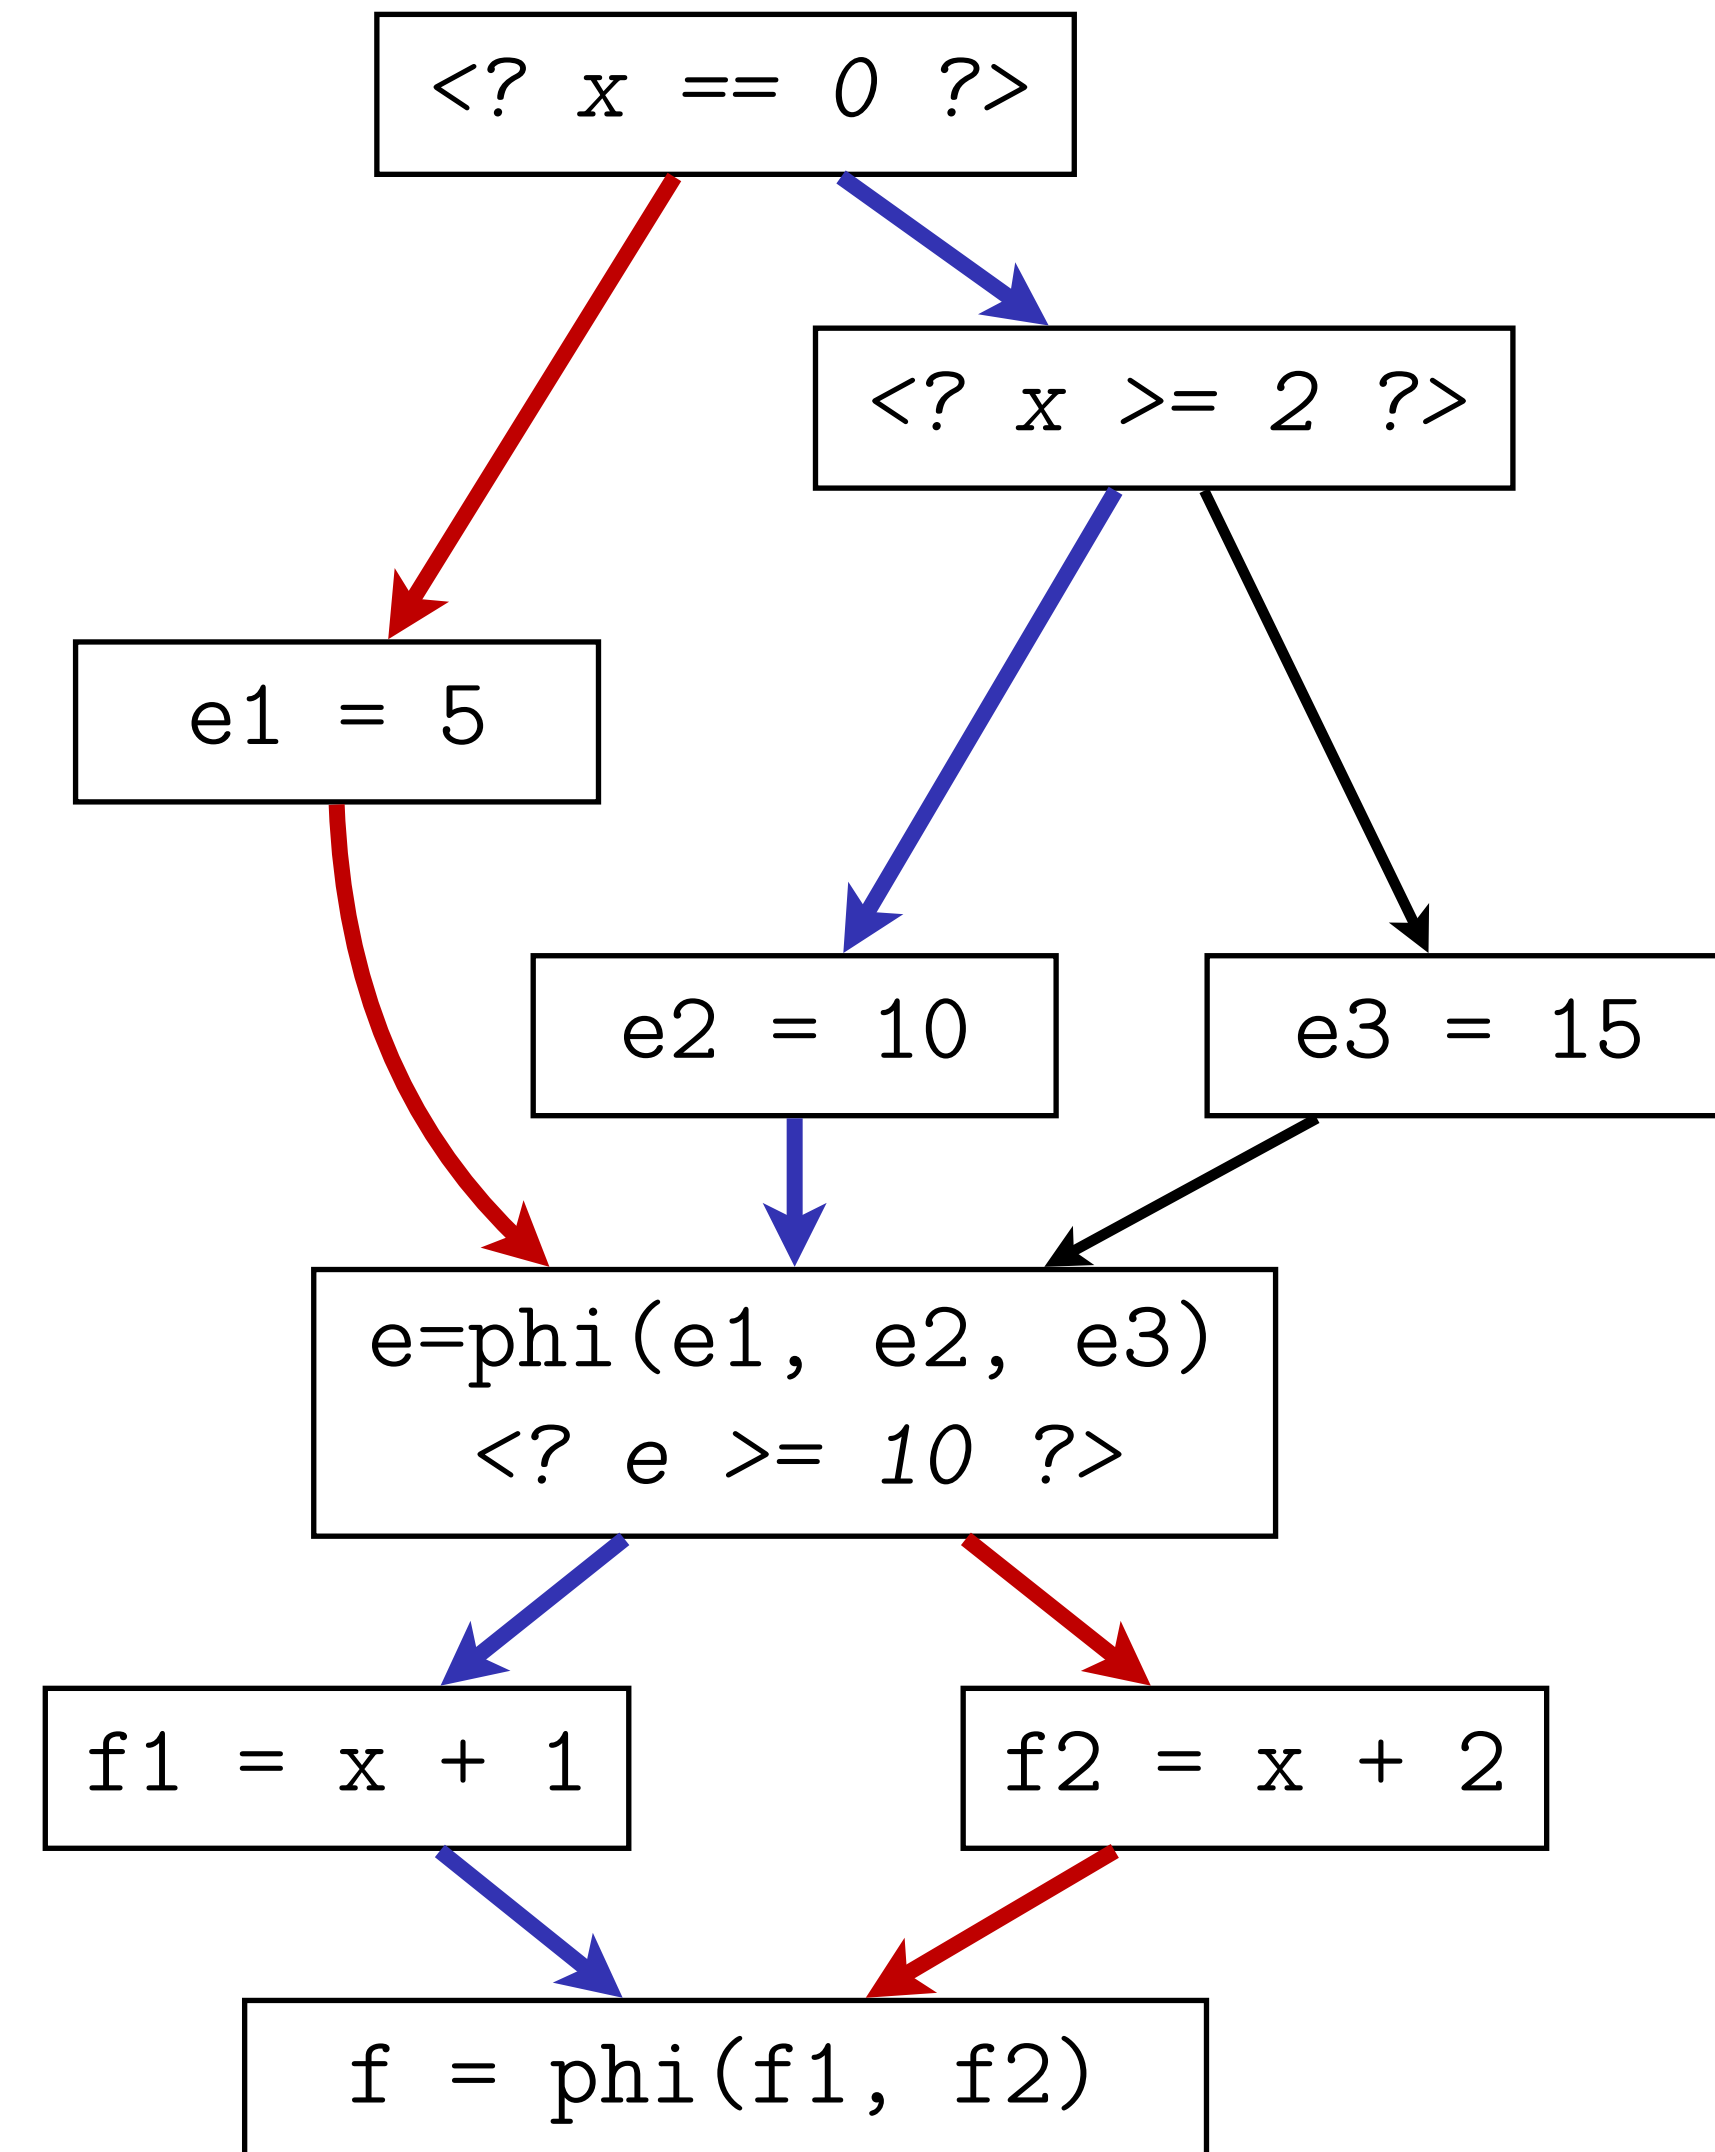 <? x == 0 ?>
<? x >= 2 ?>
e1 = 5
e2 = 10
e3 = 15
e=phi(e1, e2, e3)
<? e >= 10 ?>
f1 = x + 1
f2 = x + 2
f = phi(f1, f2)